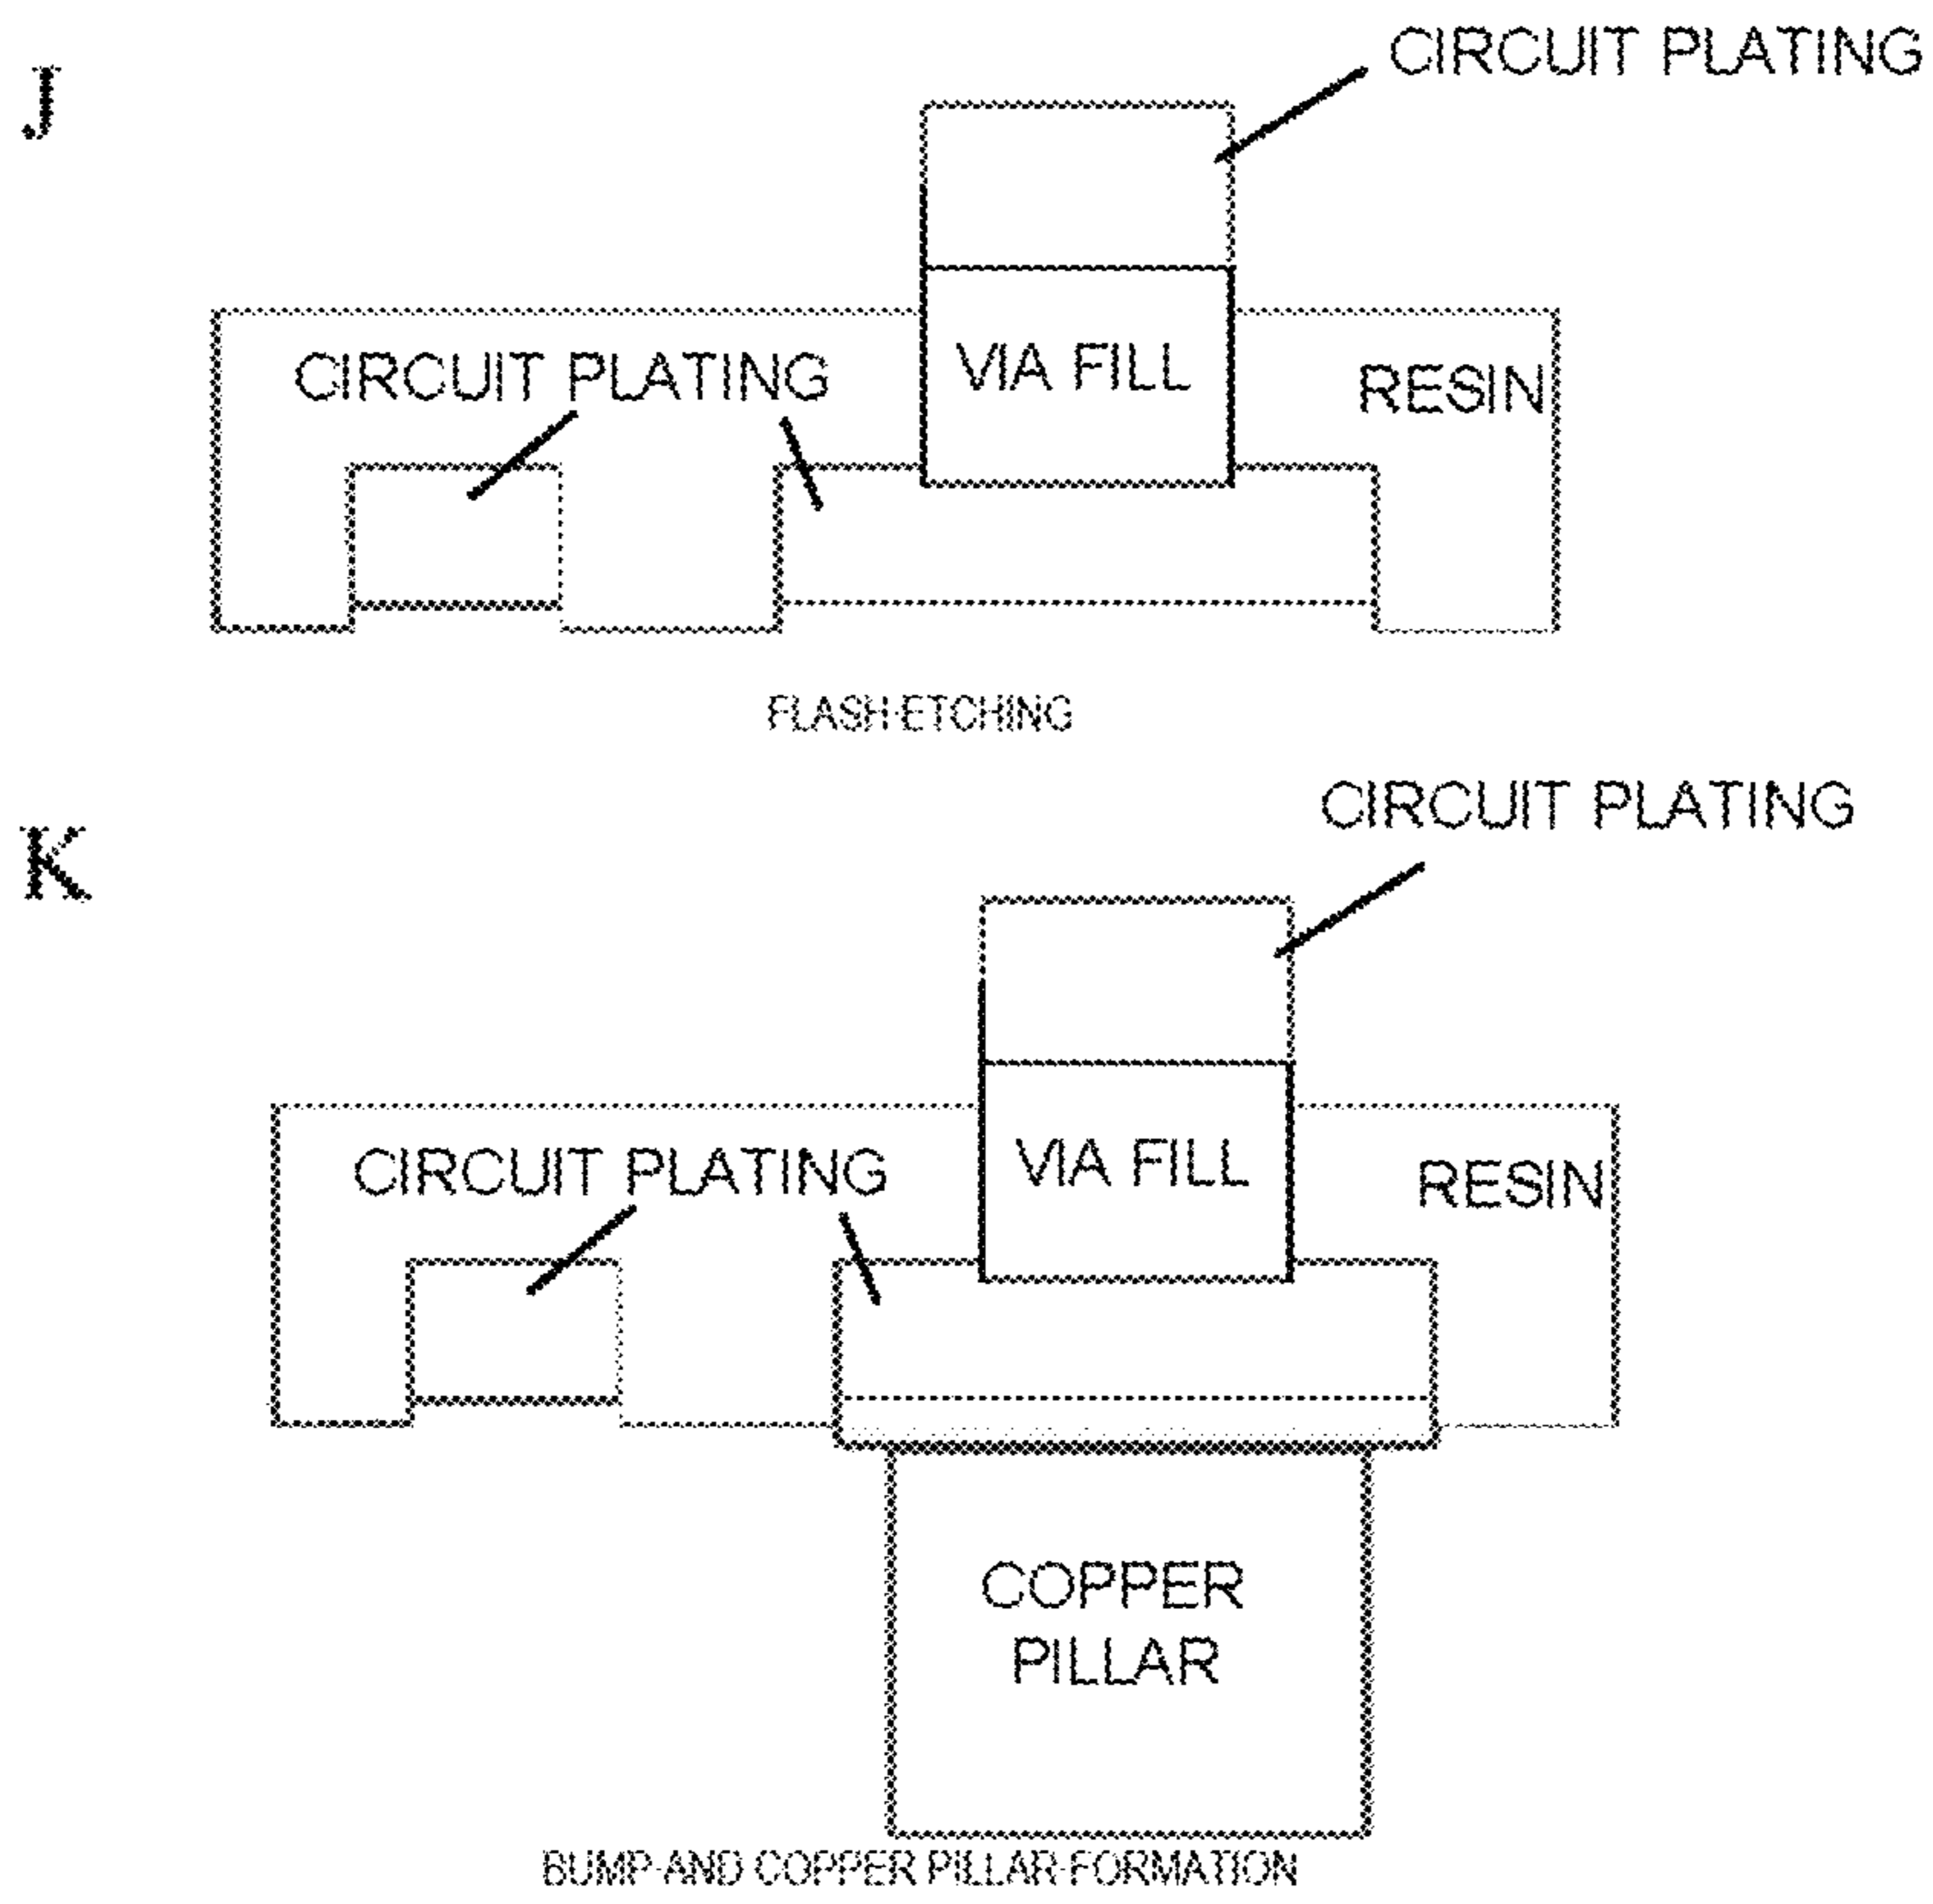 J
CIRCUIT PLATING
CIRCUIT PLATING
VIA FILL
RESIN
FLASH ETCHING
K
CIRCUIT PLATING
CIRCUIT PLATING
VIA FILL
RESIN
COPPER
PILLAR
BUMP AND COPPER PILLAR FORMATION